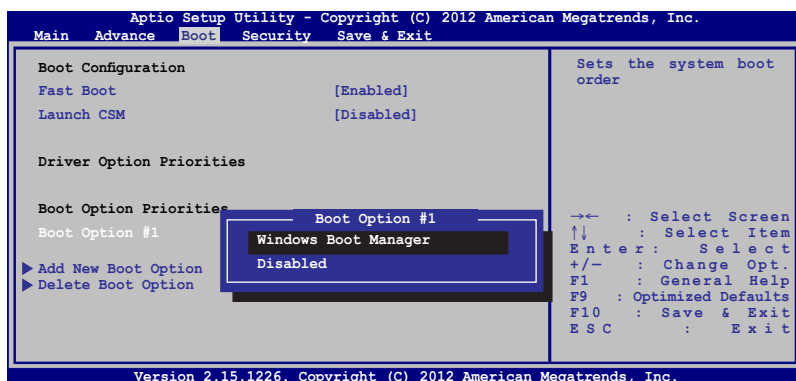 Aptio Setup Utility - Copyright (C) 2012 American Megatrends, Inc.
Main Advance Boot Security Save & Exit
Boot Configuration
Fast Boot [Enabled]
Launch CSM [Disabled]
Driver Option Priorities
Boot Option Priorities
Boot Option #1
Add New Boot Option
Delete Boot Option
Boot Option #1
Windows Boot Manager
Disabled
Sets the system boot
order
→← : Select Screen
↑↓ : Select Item
Enter: Select
+/— : Change Opt.
F1 : General Help
F9 : Optimized Defaults
F10 : Save & Exit
ESC : Exit
Version 2.15.1226. Copyright (C) 2012 American Megatrends, Inc.